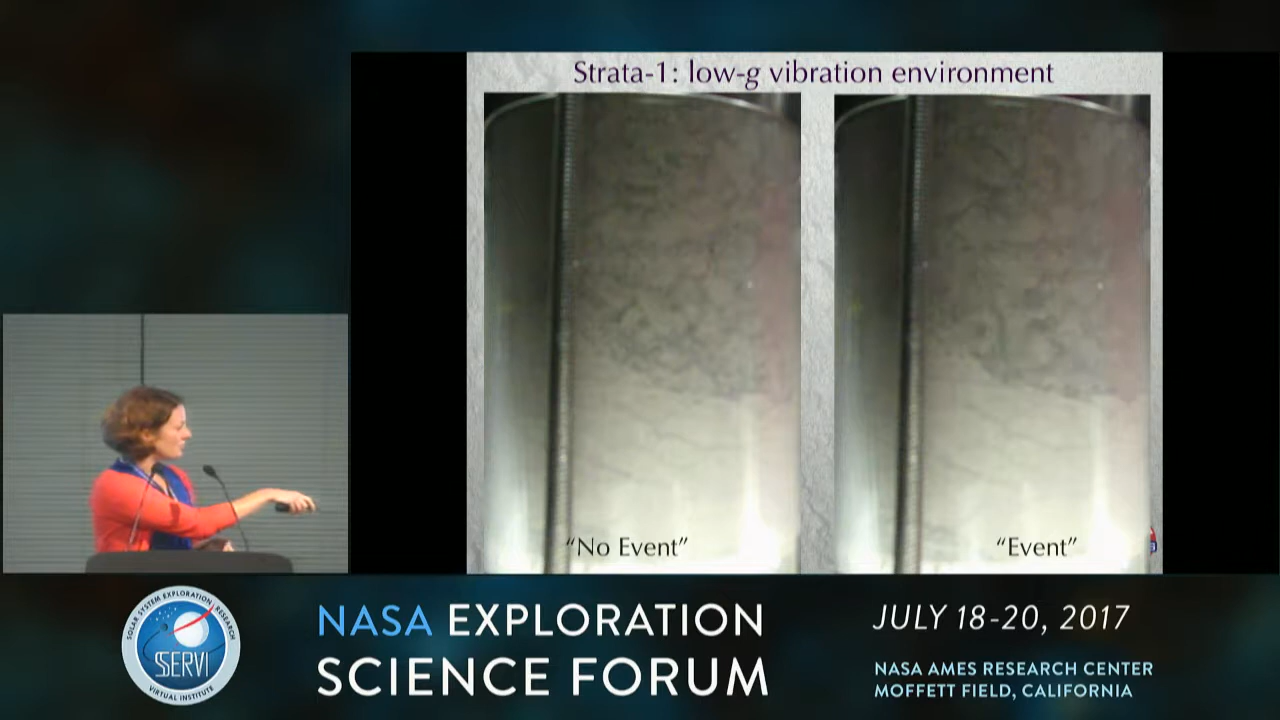 Strata-1: low-g vibration environment
"No Event"
"Event"
SOLAR SYSTEM EXPLORATION RESEARCH
SSERVI
VIRTUAL INSTITUTE
NASA EXPLORATION
SCIENCE FORUM
JULY 18-20, 2017
NASA AMES RESEARCH CENTER
MOFFETT FIELD, CALIFORNIA